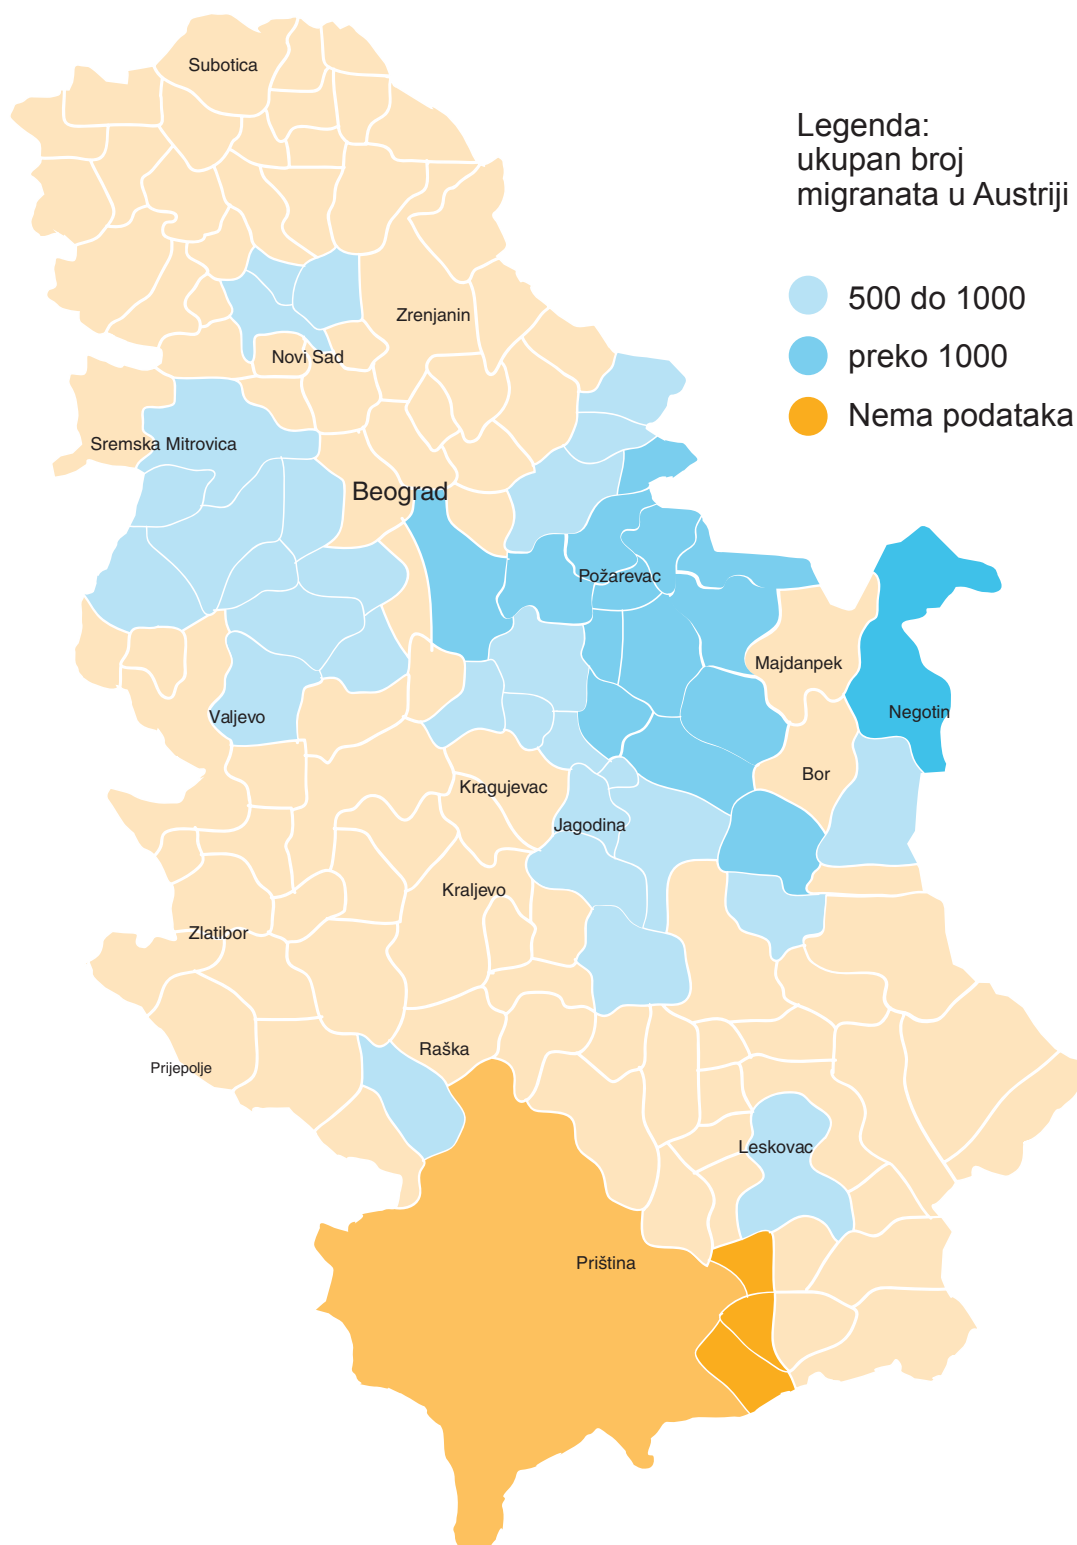 Subotica
Legenda:
ukupan broj
migranata u Austriji
500 do 1000
Zrenjanin
Novi Sad
preko 1000
Nema podataka
Sremska Mitrovica
Beograd
Požarevac
Majdanpek
Negotin
Valjevo
Bor
Kragujevac
Jagodina
Kraljevo
Zlatibor
Raška
Prijepolje
Leskovac
Priština